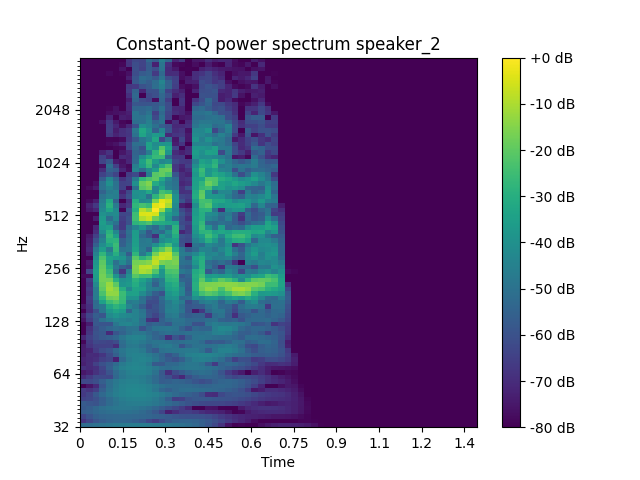 Constant-Q power spectrum speaker_2
Hz
2048
1024
512
256
128
64
32
0 0.15 0.3 0.45 0.6 0.75 0.9 1.1 1.2 1.4
Time
+0 dB
-10 dB
-20 dB
-30 dB
-40 dB
-50 dB
-60 dB
-70 dB
-80 dB